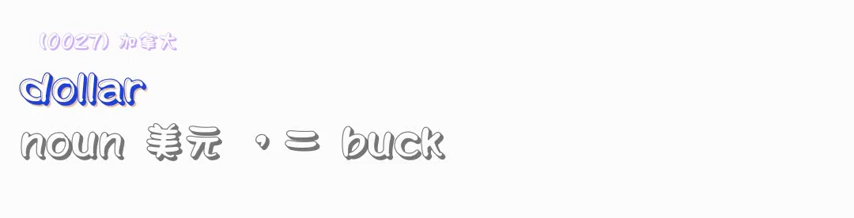 (0027) 加拿大
dollar
noun 美元 ，= buck